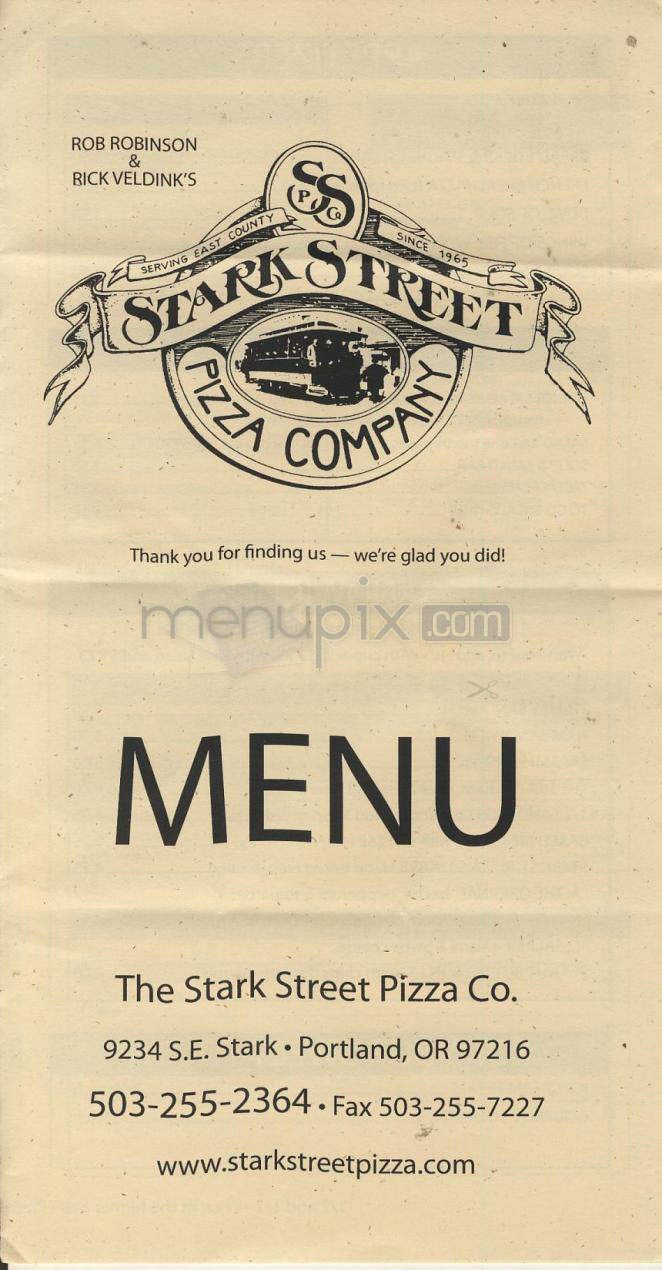 ROB ROBINSON
&
RICK VELDINK'S
SS
P Co
SERVING EAST COUNTY
SINCE 1965
STARK STREET
PIZZA COMPANY
Thank you for finding us — we're glad you did!
menupix.com
MENU
The Stark Street Pizza Co.
9234 S.E. Stark • Portland, OR 97216
503-255-2364 • Fax 503-255-7227
www.starkstreetpizza.com